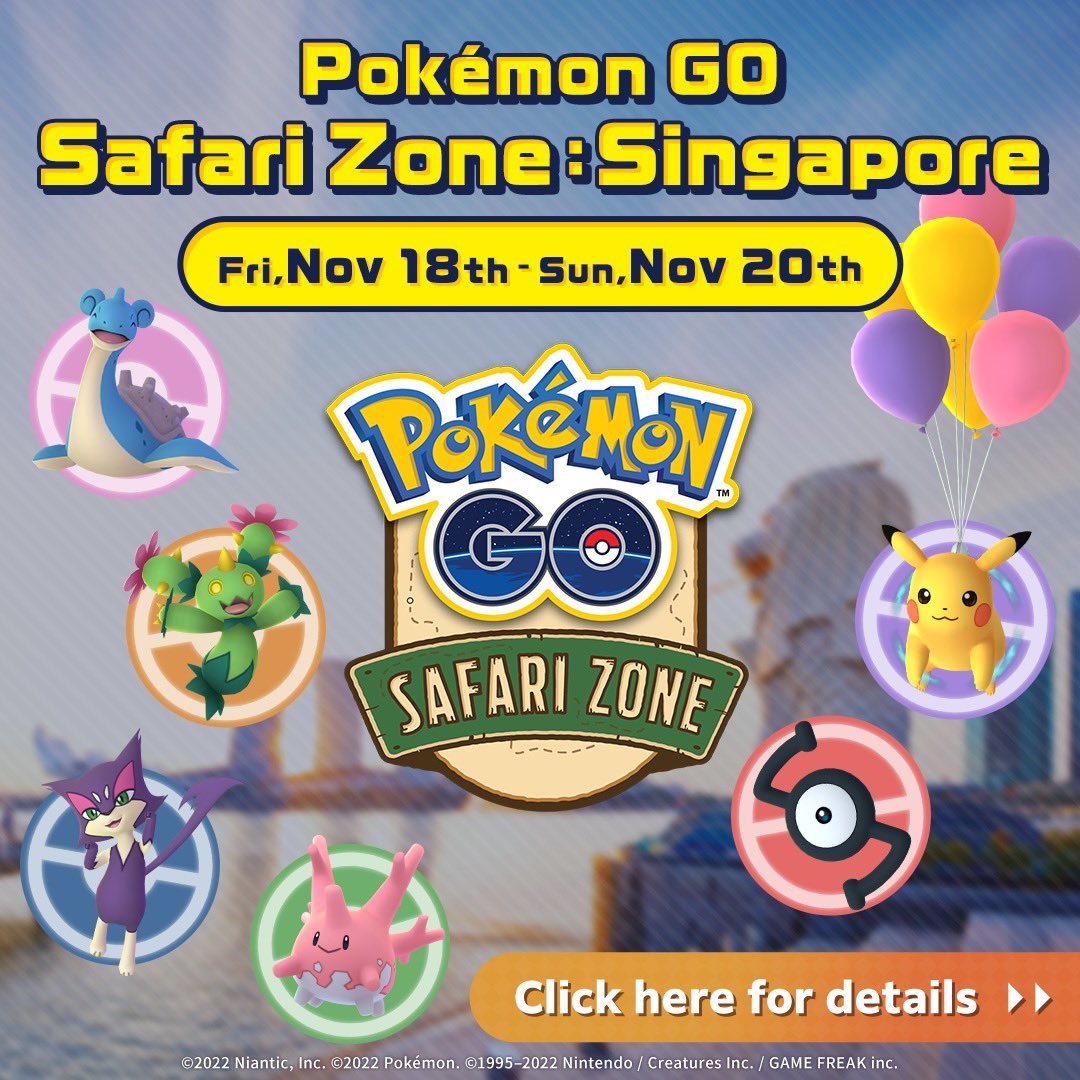 Pokémon GO
Safari Zone:Singapore
Fri,Nov 18th - Sun,Nov 20th
POKÉMON
TM
GO
SAFARI ZONE
Click here for details
©2022 Niantic, Inc. ©2022 Pokémon. ©1995–2022 Nintendo / Creatures Inc. / GAME FREAK inc.